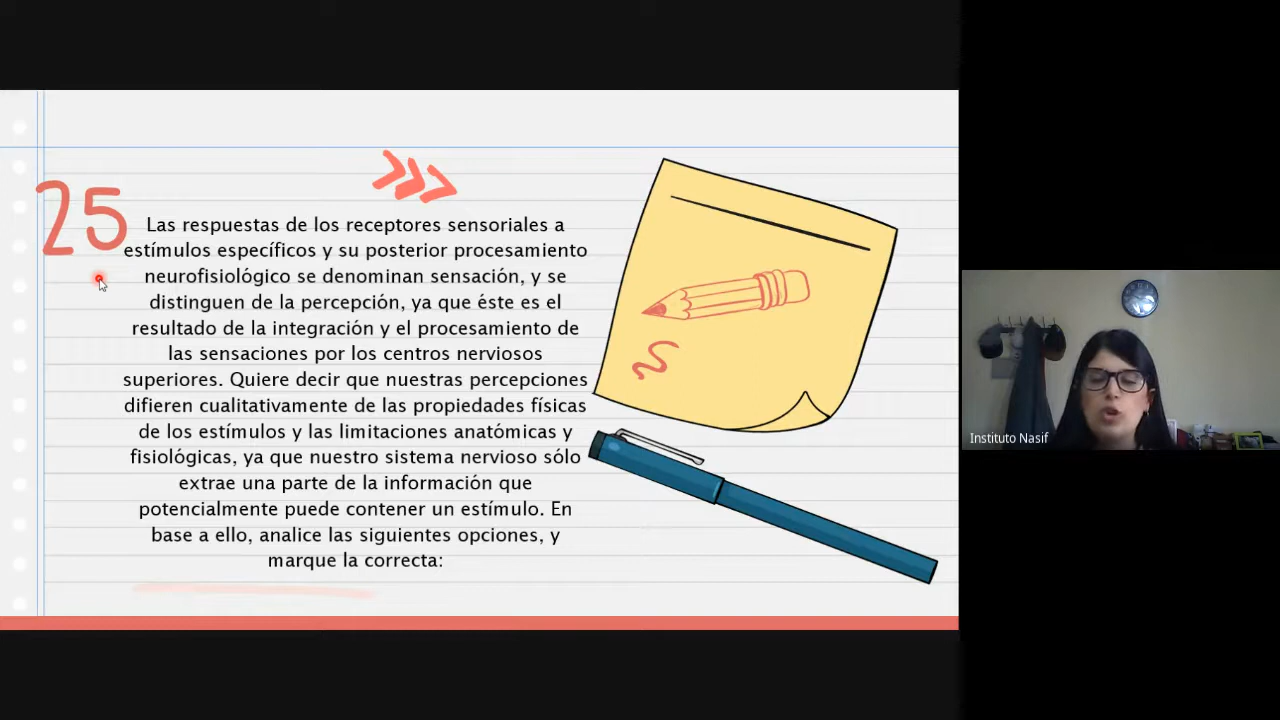 25
Las respuestas de los receptores sensoriales a
estímulos específicos y su posterior procesamiento
neurofisiológico se denominan sensación, y se
distinguen de la percepción, ya que éste es el
resultado de la integración y el procesamiento de
las sensaciones por los centros nerviosos
superiores. Quiere decir que nuestras percepciones
difieren cualitativamente de las propiedades físicas
de los estímulos y las limitaciones anatómicas y
fisiológicas, ya que nuestro sistema nervioso sólo
extrae una parte de la información que
potencialmente puede contener un estímulo. En
base a ello, analice las siguientes opciones, y
marque la correcta:
Instituto Nasif